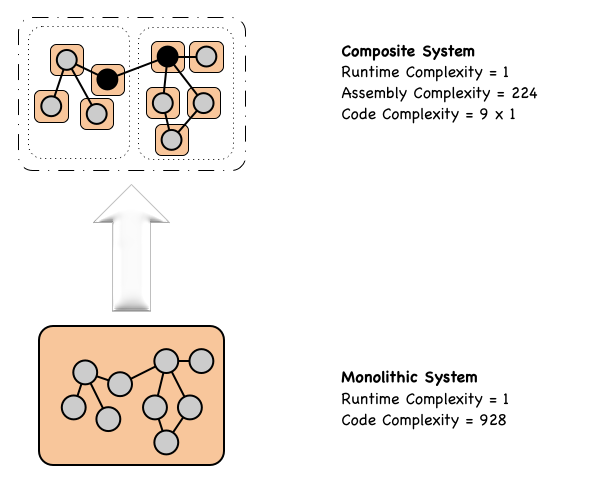 Composite System
Runtime Complexity = 1
Assembly Complexity = 224
Code Complexity = 9 x 1
Monolithic System
Runtime Complexity = 1
Code Complexity = 928